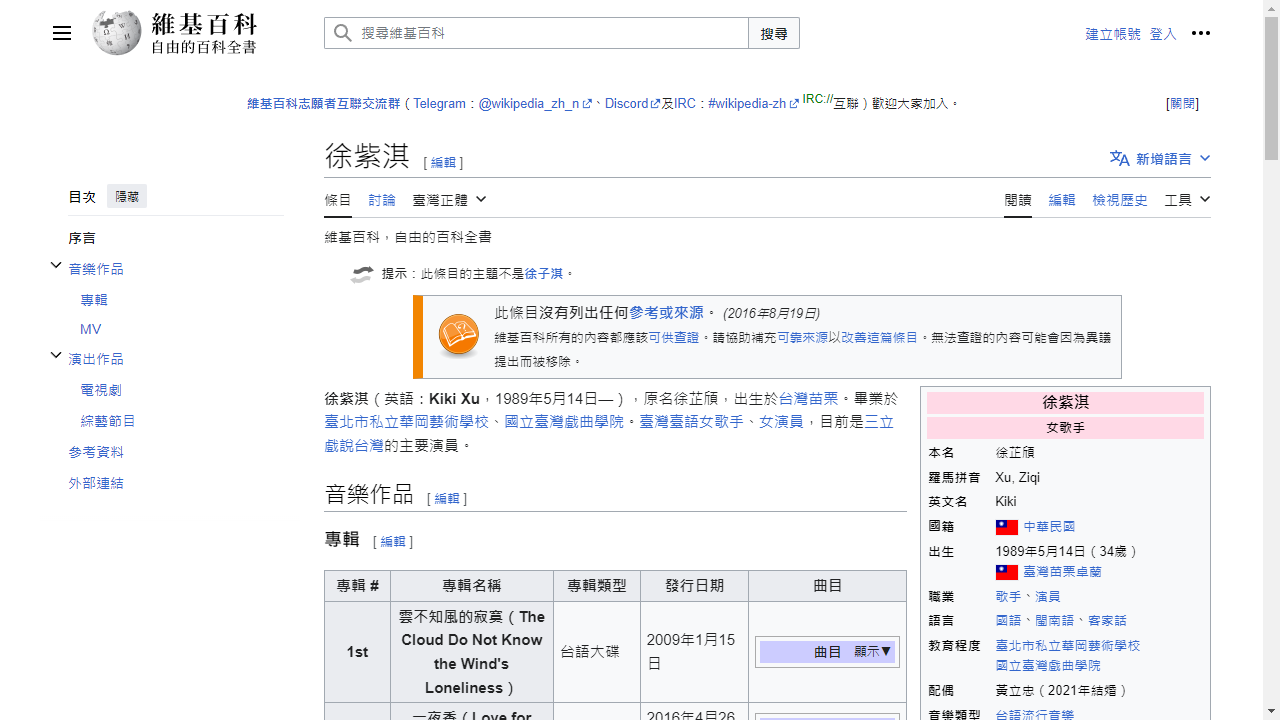 維基百科
自由的百科全書
搜尋維基百科
搜尋
建立帳號 登入
維基百科志願者互聯交流群（Telegram：@wikipedia_zh_n、Discord及IRC：#wikipedia-zh IRC://互聯）歡迎大家加入。
[關閉]
徐紫淇 [編輯]
新增語言
目次 隱藏
序言
音樂作品
專輯
MV
演出作品
電視劇
綜藝節目
參考資料
外部連結
條目 討論 臺灣正體
閱讀 編輯 檢視歷史 工具
維基百科，自由的百科全書
提示：此條目的主題不是徐子淇。
此條目沒有列出任何參考或來源。 (2016年8月19日)
維基百科所有的內容都應該可供查證。請協助補充可靠來源以改善這篇條目。無法查證的內容可能會因為異議
提出而被移除。
徐紫淇（英語：Kiki Xu，1989年5月14日—），原名徐芷頎，出生於台灣苗栗。畢業於
臺北市私立華岡藝術學校、國立臺灣戲曲學院。臺灣臺語女歌手、女演員，目前是三立
戲說台灣的主要演員。
音樂作品 [編輯]
專輯 [編輯]
專輯 # 專輯名稱 專輯類型 發行日期 曲目
1st
雲不知風的寂寞（The
Cloud Do Not Know
the Wind's
Loneliness）
台語大碟
2009年1月15
日
曲目 顯示▼
一夜香（Love for
2016年4月26
徐紫淇
女歌手
本名 徐芷頎
羅馬拼音 Xu, Ziqi
英文名 Kiki
國籍 中華民國
出生 1989年5月14日（34歲）
臺灣苗栗卓蘭
職業 歌手、演員
語言 國語、閩南語、客家話
教育程度 臺北市私立華岡藝術學校
國立臺灣戲曲學院
配偶 黃立忠（2021年結婚）
音樂類型 台語流行音樂